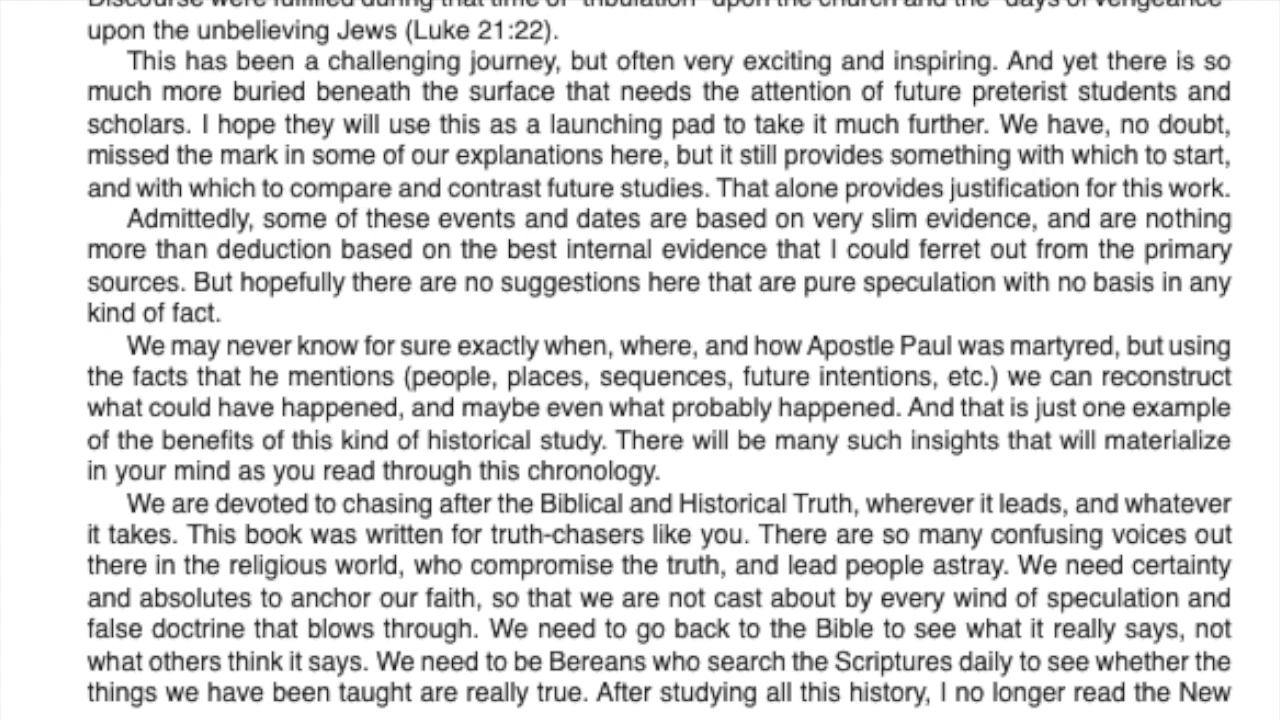 Discourse were fulfilled during that time of "tribulation" upon the church and the "days of vengeance"
upon the unbelieving Jews (Luke 21:22).
This has been a challenging journey, but often very exciting and inspiring. And yet there is so
much more buried beneath the surface that needs the attention of future preterist students and
scholars. I hope they will use this as a launching pad to take it much further. We have, no doubt,
missed the mark in some of our explanations here, but it still provides something with which to start,
and with which to compare and contrast future studies. That alone provides justification for this work.
Admittedly, some of these events and dates are based on very slim evidence, and are nothing
more than deduction based on the best internal evidence that I could ferret out from the primary
sources. But hopefully there are no suggestions here that are pure speculation with no basis in any
kind of fact.
We may never know for sure exactly when, where, and how Apostle Paul was martyred, but using
the facts that he mentions (people, places, sequences, future intentions, etc.) we can reconstruct
what could have happened, and maybe even what probably happened. And that is just one example
of the benefits of this kind of historical study. There will be many such insights that will materialize
in your mind as you read through this chronology.
We are devoted to chasing after the Biblical and Historical Truth, wherever it leads, and whatever
it takes. This book was written for truth-chasers like you. There are so many confusing voices out
there in the religious world, who compromise the truth, and lead people astray. We need certainty
and absolutes to anchor our faith, so that we are not cast about by every wind of speculation and
false doctrine that blows through. We need to go back to the Bible to see what it really says, not
what others think it says. We need to be Bereans who search the Scriptures daily to see whether the
things we have been taught are really true. After studying all this history, I no longer read the New